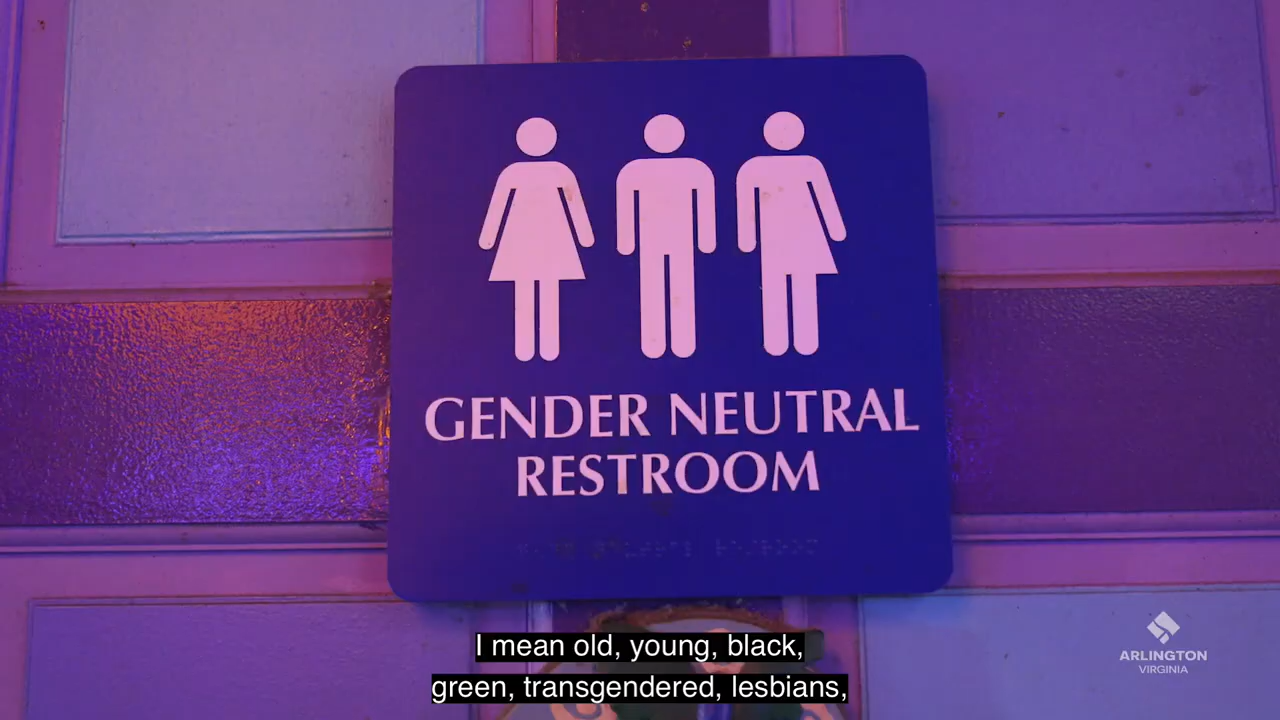 GENDER NEUTRAL
RESTROOM
I mean old, young, black,
green, transgendered, lesbians,
ARLINGTON
VIRGINIA